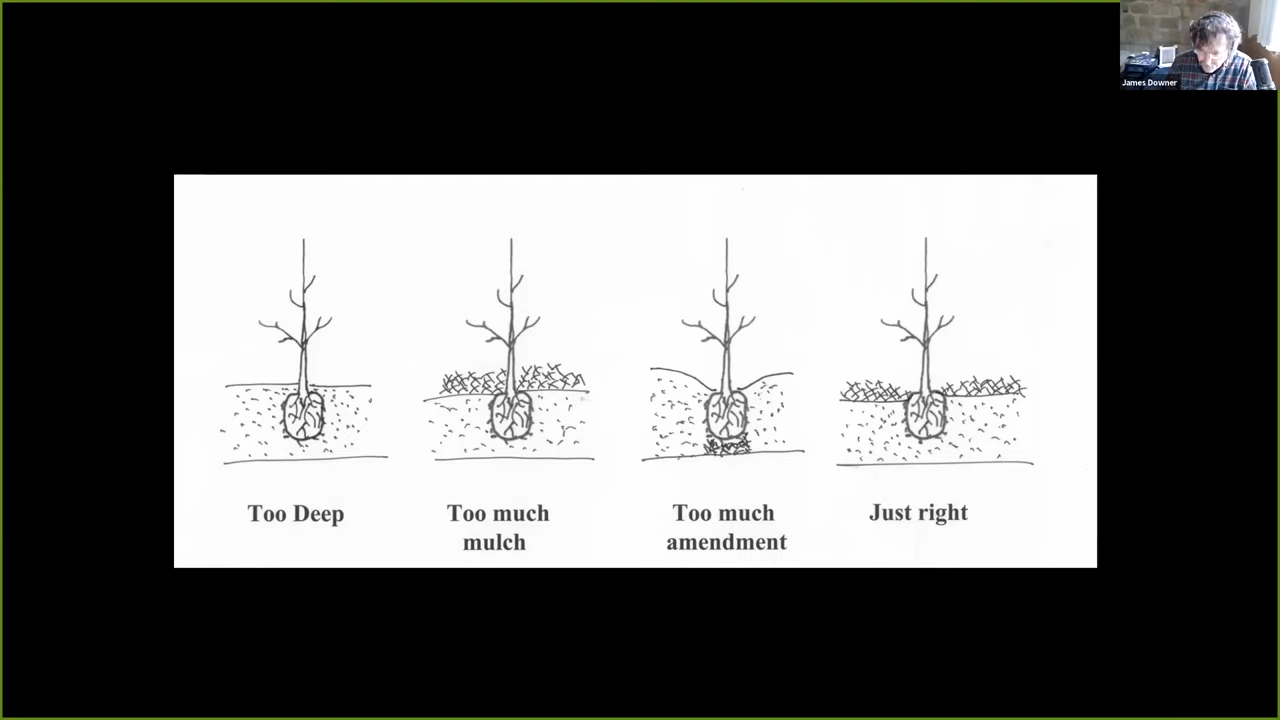 James Downer
Too Deep
Too much
mulch
Too much
amendment
Just right